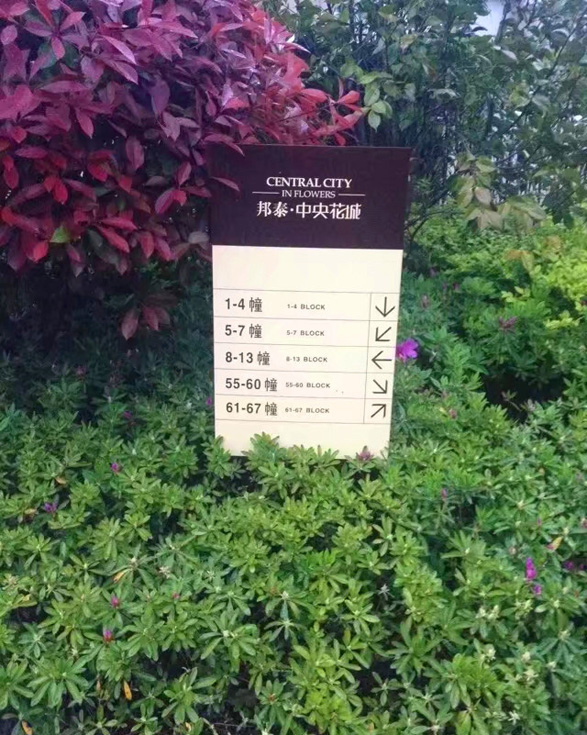 CENTRAL CITY
IN FLOWERS
邦泰·中央花城
1-4 幢 1-4 BLOCK ↓
5-7 幢 5-7 BLOCK ↙
8-13 幢 8-13 BLOCK ←
55-60 幢 55-60 BLOCK ↘
61-67 幢 61-67 BLOCK ↗